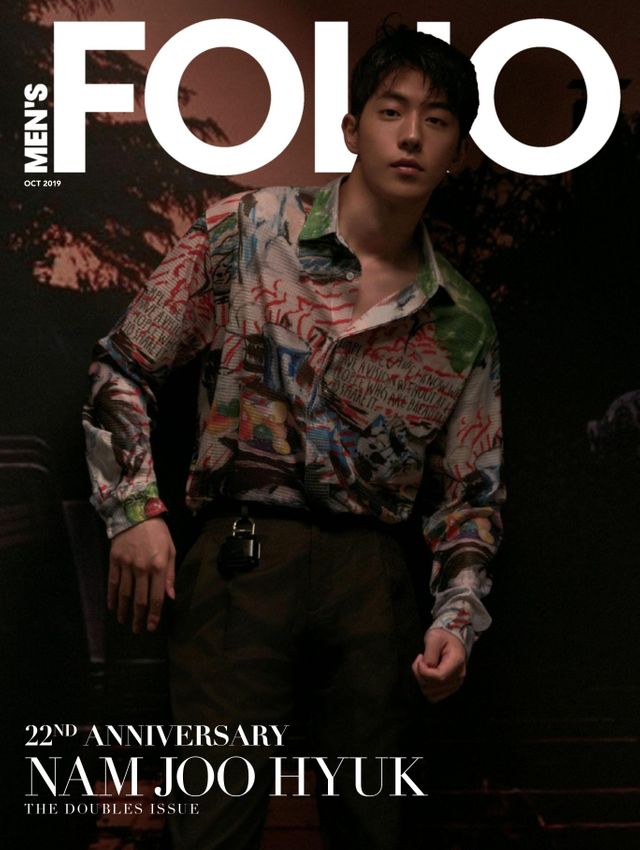 MEN'S
FOLIO
OCT 2019
22ND ANNIVERSARY
NAM JOO HYUK
THE DOUBLES ISSUE